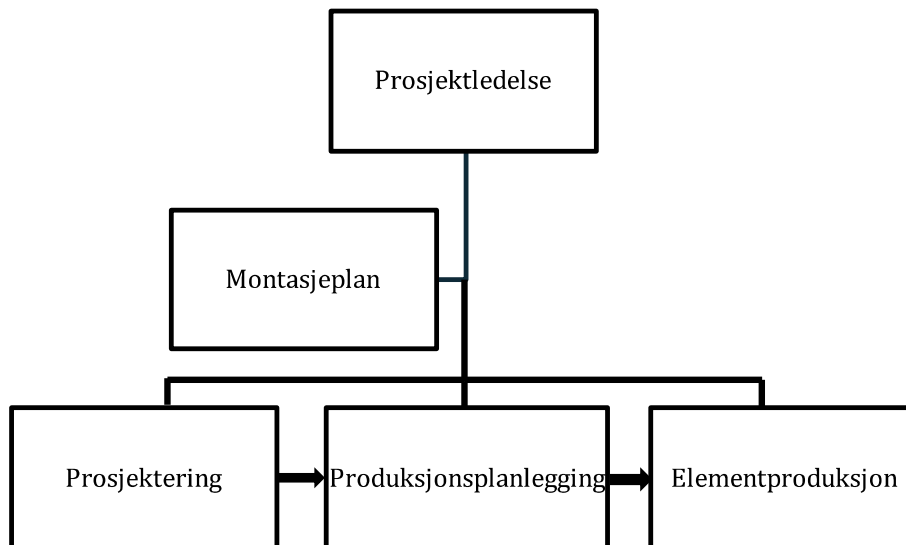 Prosjektledelse
Montasjeplan
Prosjektering
Produksjonsplanlegging
Elementproduksjon